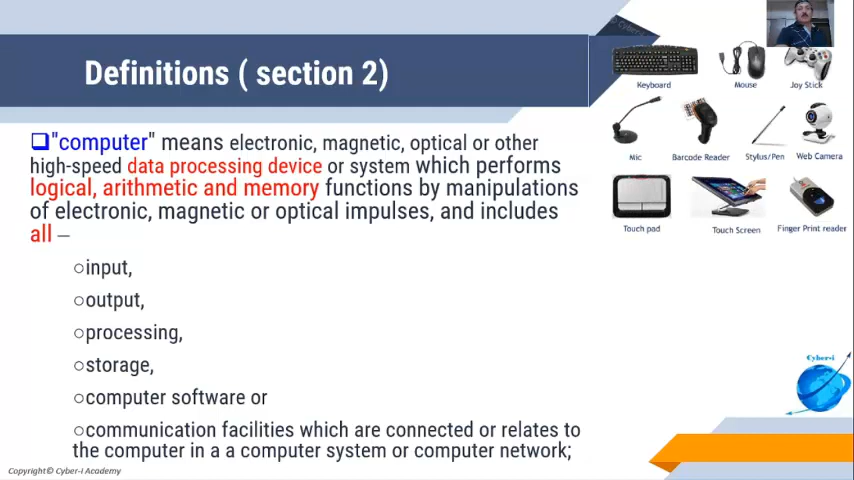 Definitions ( section 2)
❑"computer" means electronic, magnetic, optical or other
high-speed data processing device or system which performs
logical, arithmetic and memory functions by manipulations
of electronic, magnetic or optical impulses, and includes
all –
○input,
○output,
○processing,
○storage,
○computer software or
○communication facilities which are connected or relates to
the computer in a a computer system or computer network;
Keyboard
Mouse
Joy Stick
Mic
Barcode Reader
Stylus/Pen
Web Camera
Touch pad
Touch Screen
Finger Print reader
Cyber-i
Copyright© Cyber-I Academy